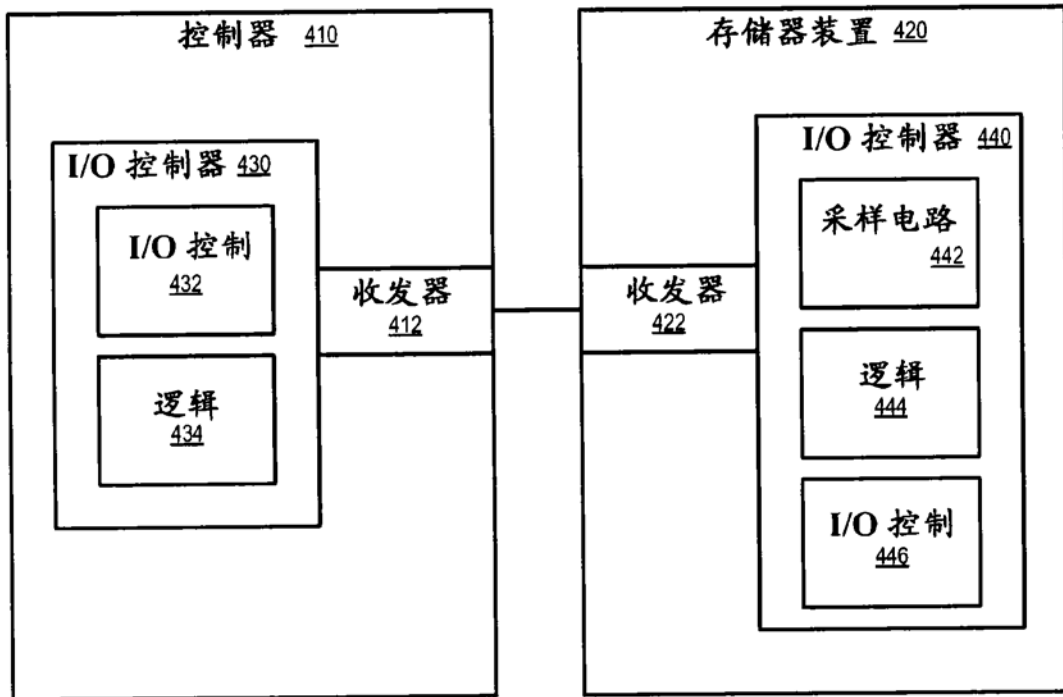 控制器 410
I/O 控制器 430
I/O 控制
432
逻辑
434
收发器
412
存储器装置 420
收发器
422
I/O 控制器 440
采样电路
442
逻辑
444
I/O 控制
446